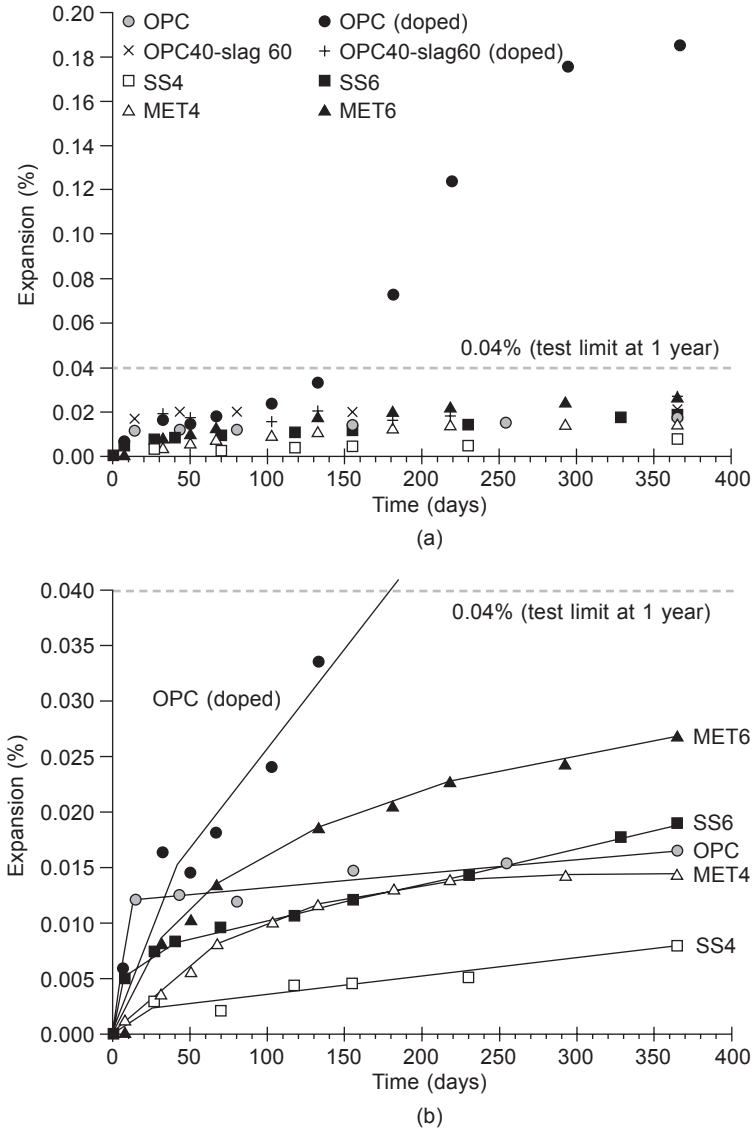 0.20
0.18
0.16
0.14
0.12
0.10
0.08
0.06
0.04
0.02
0.00
Expansion (%)
OPC
OPC (doped)
OPC40-slag 60
OPC40-slag60 (doped)
SS4
SS6
MET4
MET6
0.04% (test limit at 1 year)
0 50 100 150 200 250 300 350 400
Time (days)
(a)
0.040
0.035
0.030
0.025
0.020
0.015
0.010
0.005
0.000
Expansion (%)
0.04% (test limit at 1 year)
OPC (doped)
MET6
SS6
OPC
MET4
SS4
0 50 100 150 200 250 300 350 400
Time (days)
(b)